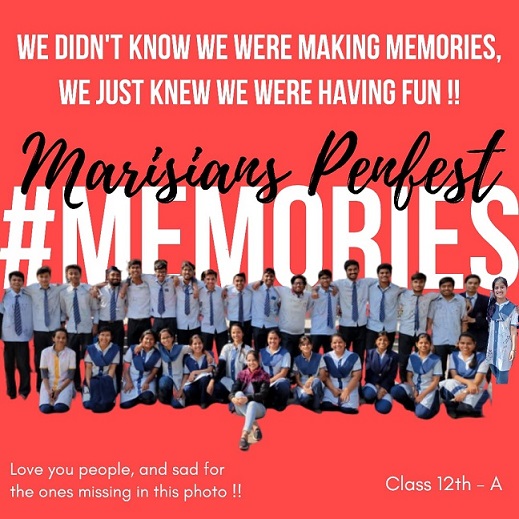 WE DIDN'T KNOW WE WERE MAKING MEMORIES,
WE JUST KNEW WE WERE HAVING FUN !!
Marisians Penfest
#MEMORIES
Love you people, and sad for
the ones missing in this photo !!
Class 12th - A